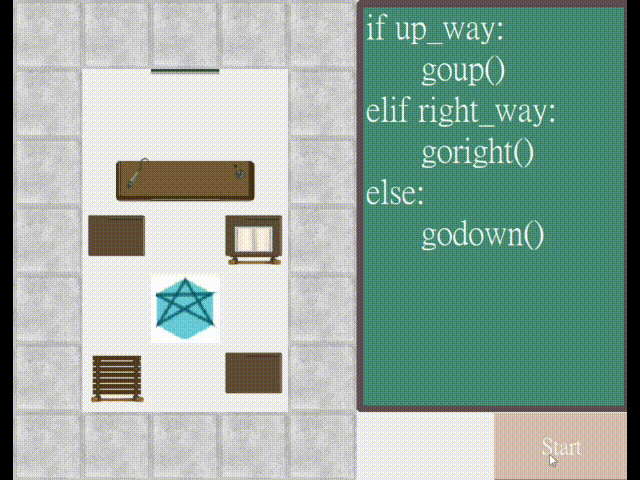 if up_way:
goup()
elif right_way:
goright()
else:
godown()
Start